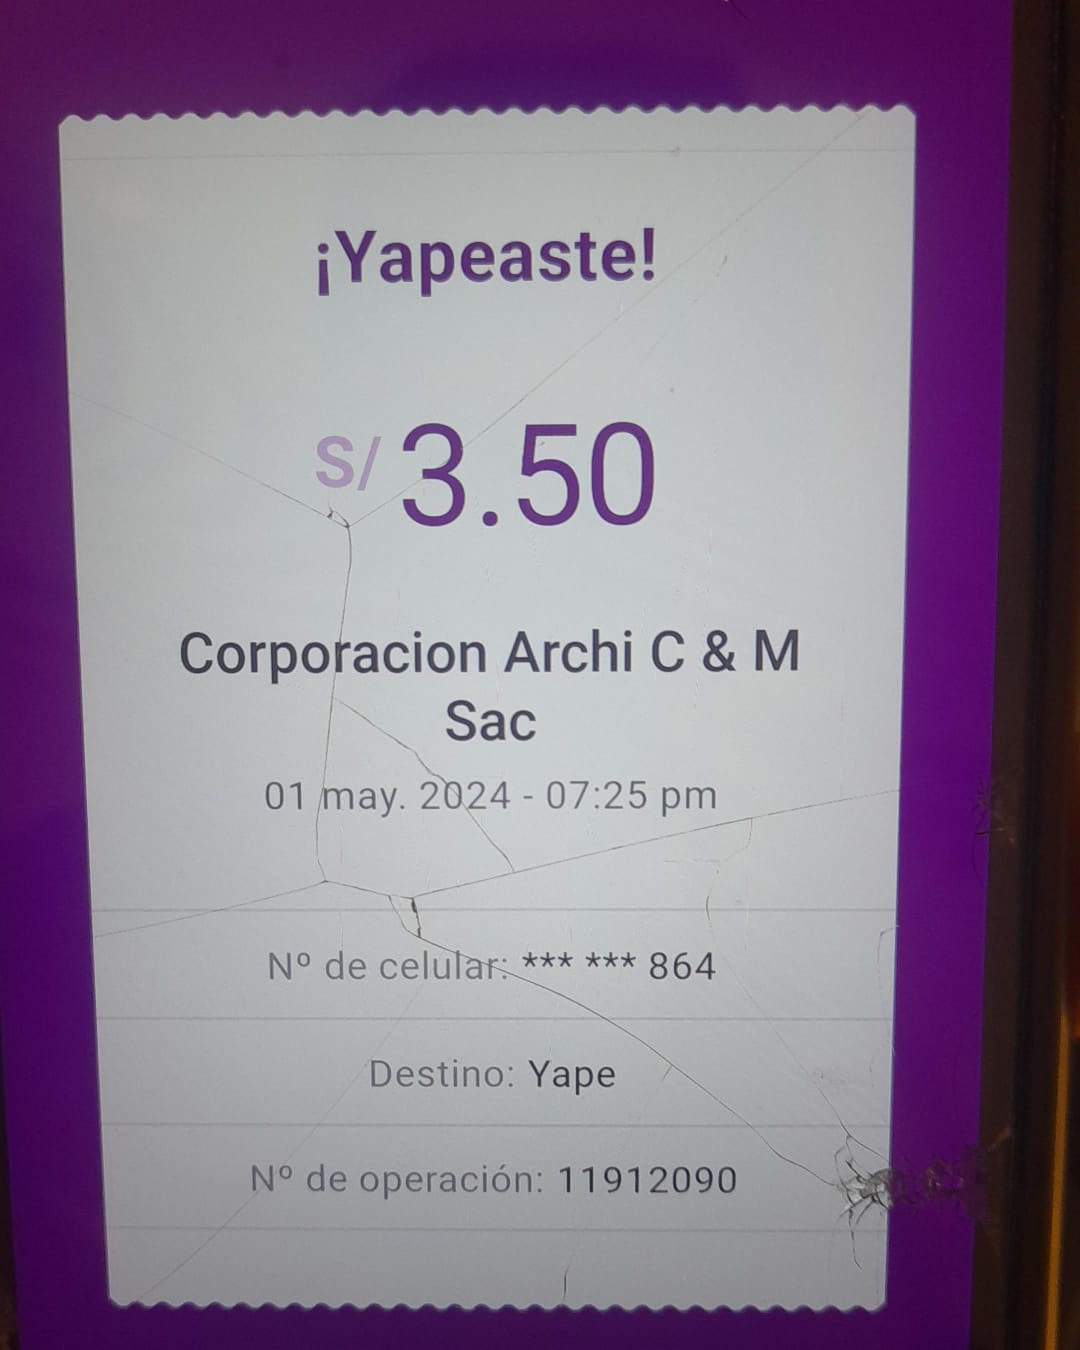 ¡Yapeaste!
S/ 3.50
Corporacion Archi C & M
Sac
01 may. 2024 - 07:25 pm
Nº de celular: *** *** 864
Destino: Yape
Nº de operación: 11912090